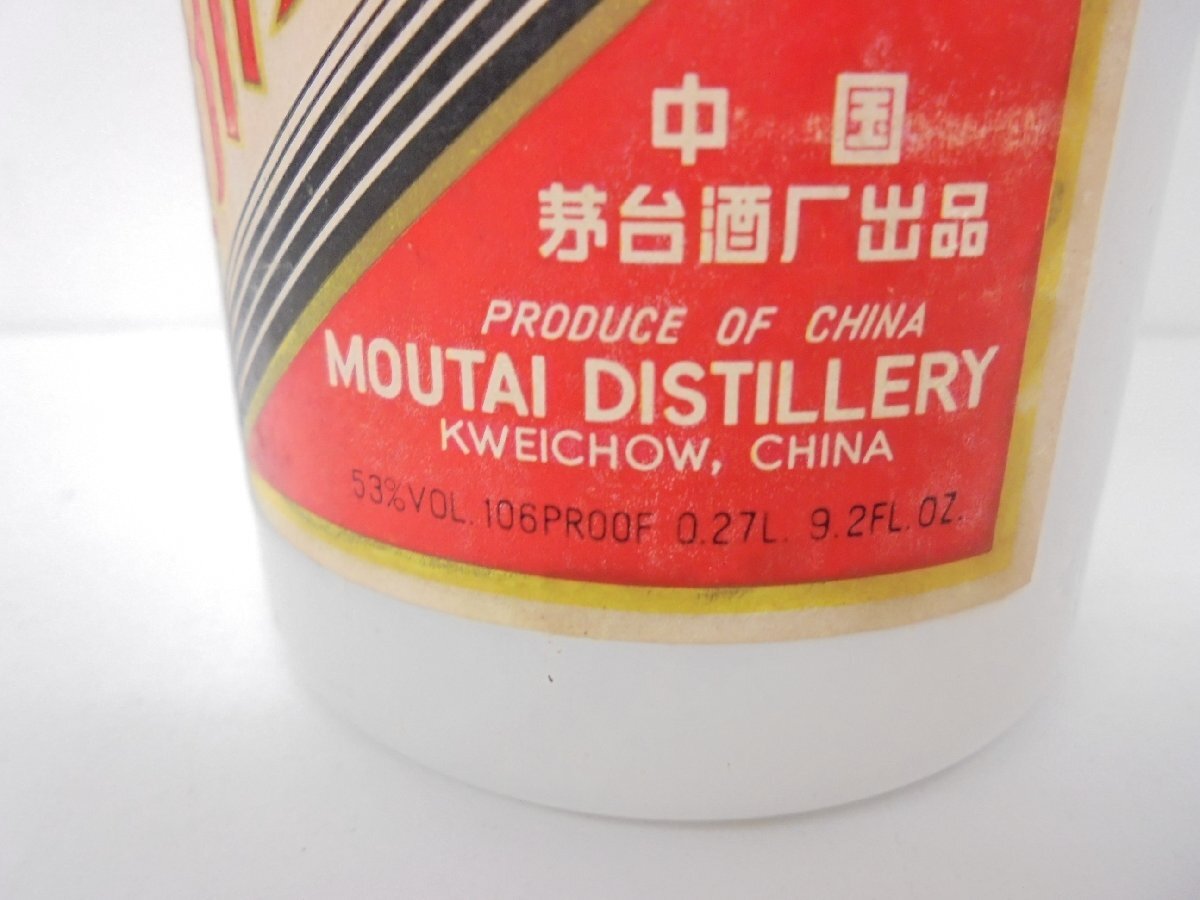 中国
茅台酒厂出品
PRODUCE OF CHINA
MOUTAI DISTILLERY
KWEICHOW, CHINA
53%VOL. 106PROOF 0.27L. 9.2FL.OZ.